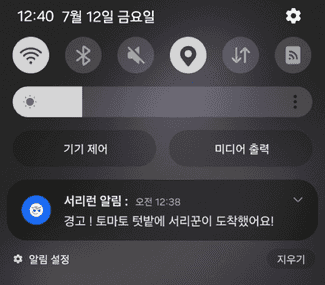 12:40 7월 12일 금요일
기기 제어 미디어 출력
서리런 알림 : 오전 12:38
경고 ! 토마토 텃밭에 서리꾼이 도착했어요!
알림 설정 지우기